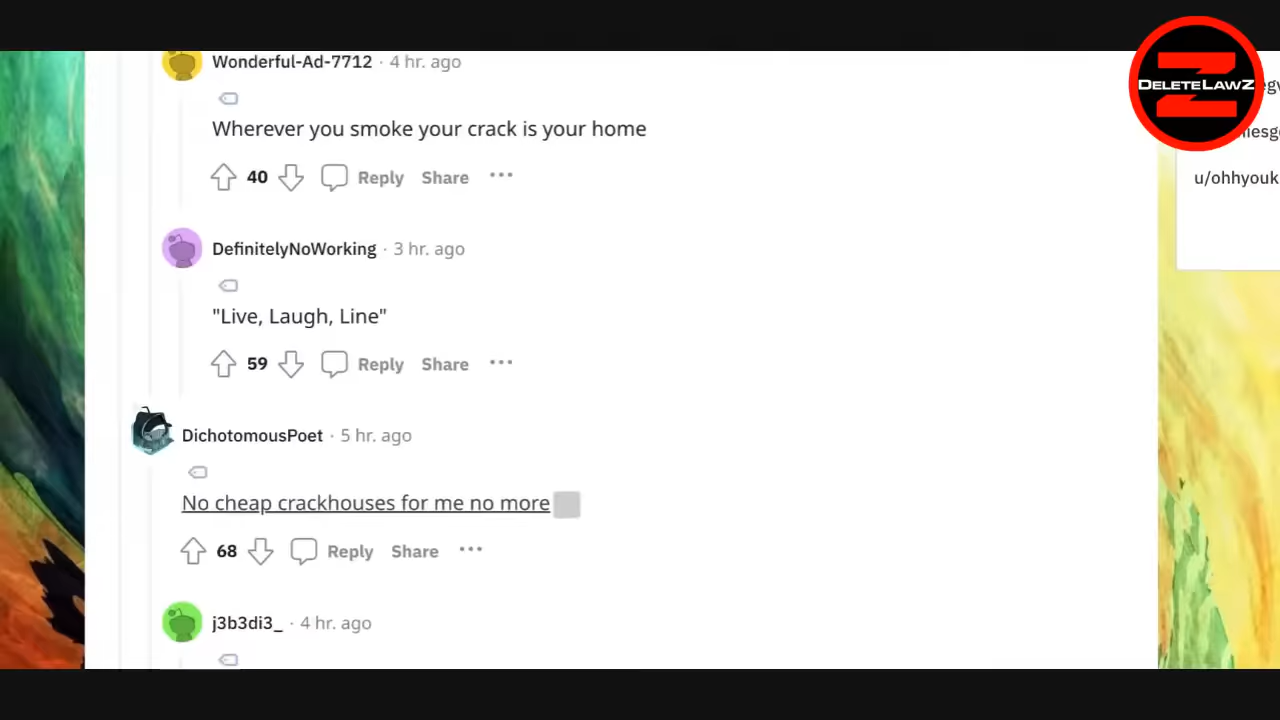 Wonderful-Ad-7712 · 4 hr. ago
Wherever you smoke your crack is your home
40 Reply Share ···
DefinitelyNoWorking · 3 hr. ago
"Live, Laugh, Line"
59 Reply Share ···
DichotomousPoet · 5 hr. ago
No cheap crackhouses for me no more
68 Reply Share ···
j3b3di3_ · 4 hr. ago
DELETELAWZ
u/ohhyouk